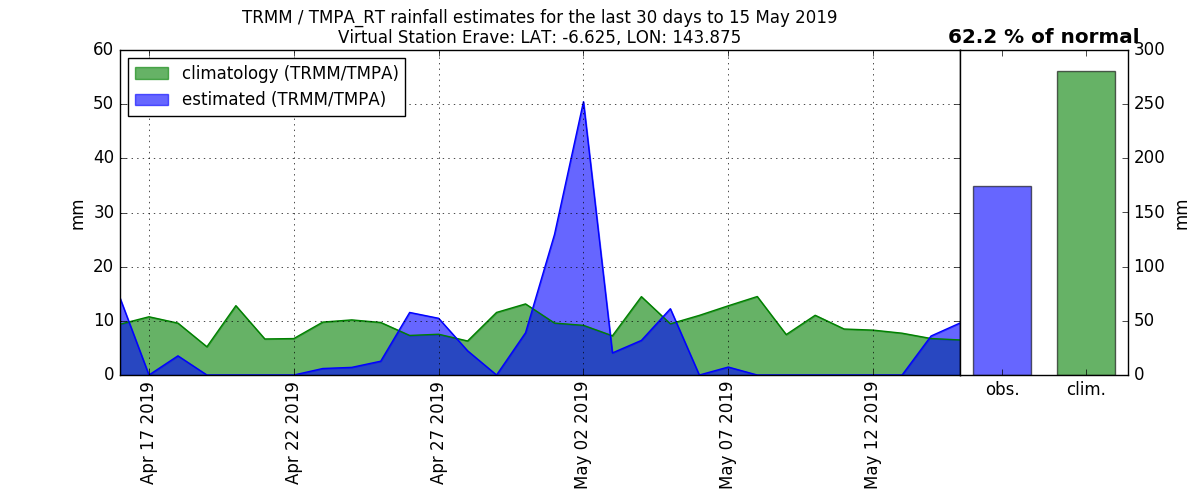 TRMM / TMPA_RT rainfall estimates for the last 30 days to 15 May 2019
Virtual Station Erave: LAT: -6.625, LON: 143.875
62.2 % of normal
climatology (TRMM/TMPA)
estimated (TRMM/TMPA)
60
50
40
30
20
10
0
mm
Apr 17 2019
Apr 22 2019
Apr 27 2019
May 02 2019
May 07 2019
May 12 2019
obs.
clim.
300
250
200
150
100
50
0
mm